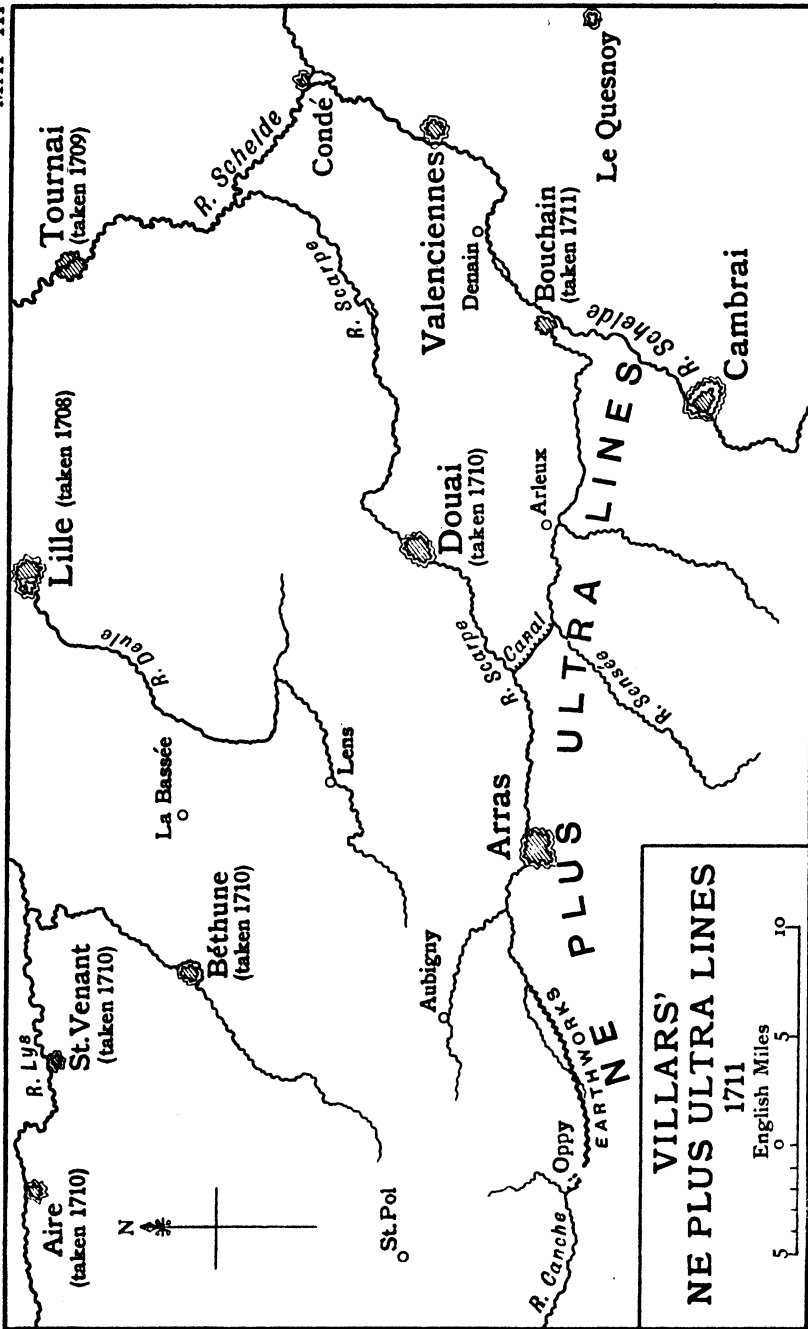 Aire
(taken 1710)
R. Lys
St. Venant
(taken 1710)
Béthune
(taken 1710)
La Bassée
R. Deule
Lille (taken 1708)
Tournai
(taken 1709)
R. Schelde
Condé
N
St. Pol
Lens
R. Scarpe
Valenciennes
Denain
Bouchain
(taken 1711)
Le Quesnoy
Aubigny
Arras
R. Scarpe
Canal
Douai
(taken 1710)
Arleux
R. Schelde
Cambrai
R. Canche
Oppy
EARTHWORKS
NE PLUS ULTRA LINES
R. Sensée
VILLARS'
NE PLUS ULTRA LINES
1711
English Miles
5 0 5 10